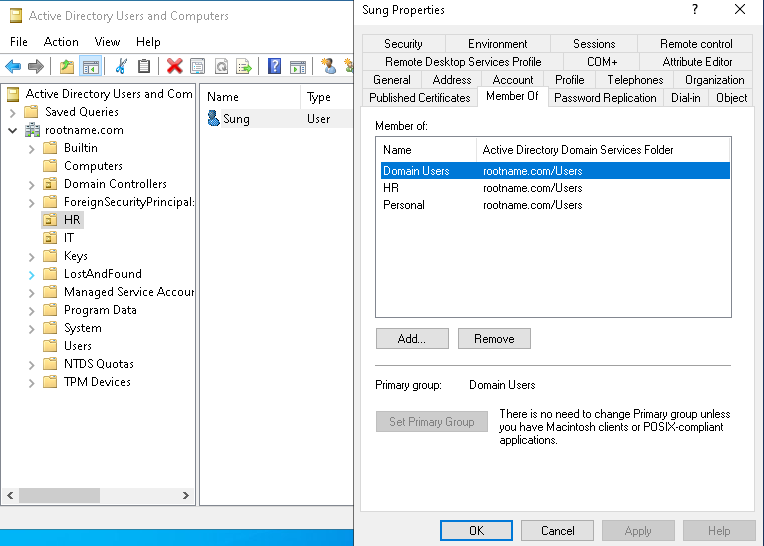 Active Directory Users and Computers
File Action View Help
Active Directory Users and Com
Saved Queries
rootname.com
Builtin
Computers
Domain Controllers
ForeignSecurityPrincipal:
HR
IT
Keys
LostAndFound
Managed Service Accour
Program Data
System
Users
NTDS Quotas
TPM Devices
Name Type
Sung User
Sung Properties
Security Environment Sessions Remote control
Remote Desktop Services Profile COM+ Attribute Editor
General Address Account Profile Telephones Organization
Published Certificates Member Of Password Replication Dial-in Object
Member of:
Name Active Directory Domain Services Folder
Domain Users rootname.com/Users
HR rootname.com/Users
Personal rootname.com/Users
Add... Remove
Primary group: Domain Users
Set Primary Group
There is no need to change Primary group unless
you have Macintosh clients or POSIX-compliant
applications.
OK Cancel Apply Help